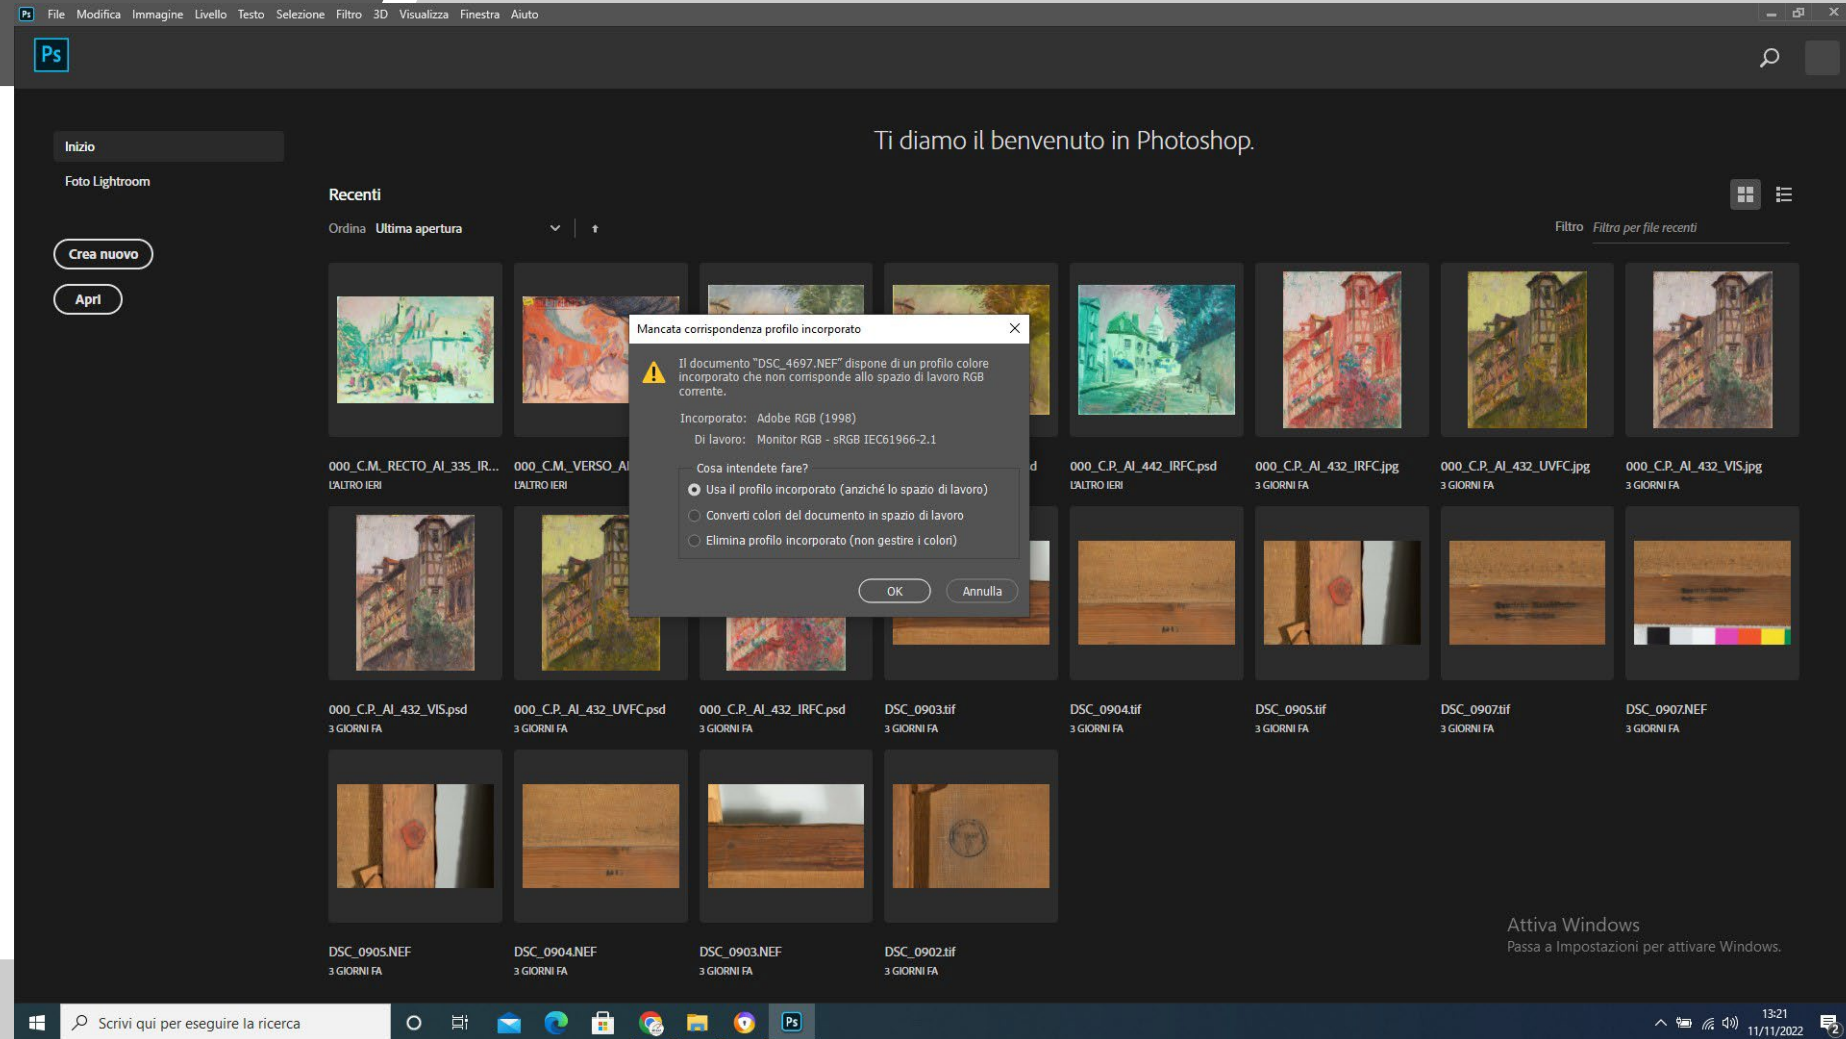 Ps File Modifica Immagine Livello Testo Selezione Filtro 3D Visualizza Finestra Aiuto
Ps
Inizio
Foto Lightroom
Crea nuovo
Apri
Ti diamo il benvenuto in Photoshop.
Recenti
Ordina Ultima apertura
Filtro Filtra per file recenti
Mancata corrispondenza profilo incorporato
Il documento "DSC_4697.NEF" dispone di un profilo colore
incorporato che non corrisponde allo spazio di lavoro RGB
corrente.
Incorporato: Adobe RGB (1998)
Di lavoro: Monitor RGB - sRGB IEC61966-2.1
Cosa intendete fare?
Usa il profilo incorporato (anziché lo spazio di lavoro)
Converti colori del documento in spazio di lavoro
Elimina profilo incorporato (non gestire i colori)
OK Annulla
000_C.M._RECTO_AI_335_IR... 000_C.M._VERSO_AI d 000_C.P._AI_442_IRFC.psd 000_C.P._AI_432_IRFC.jpg 000_C.P._AI_432_UVFC.jpg 000_C.P._AI_432_VIS.jpg
L'ALTRO IERI L'ALTRO IERI L'ALTRO IERI 3 GIORNI FA 3 GIORNI FA 3 GIORNI FA
000_C.P._AI_432_VIS.psd 000_C.P._AI_432_UVFC.psd 000_C.P._AI_432_IRFC.psd DSC_0903.tif DSC_0904.tif DSC_0905.tif DSC_0907.tif DSC_0907.NEF
3 GIORNI FA 3 GIORNI FA 3 GIORNI FA 3 GIORNI FA 3 GIORNI FA 3 GIORNI FA 3 GIORNI FA 3 GIORNI FA
DSC_0905.NEF DSC_0904.NEF DSC_0903.NEF DSC_0902.tif
3 GIORNI FA 3 GIORNI FA 3 GIORNI FA 3 GIORNI FA
Attiva Windows
Passa a Impostazioni per attivare Windows.
Scrivi qui per eseguire la ricerca
Ps
13:21
11/11/2022
2